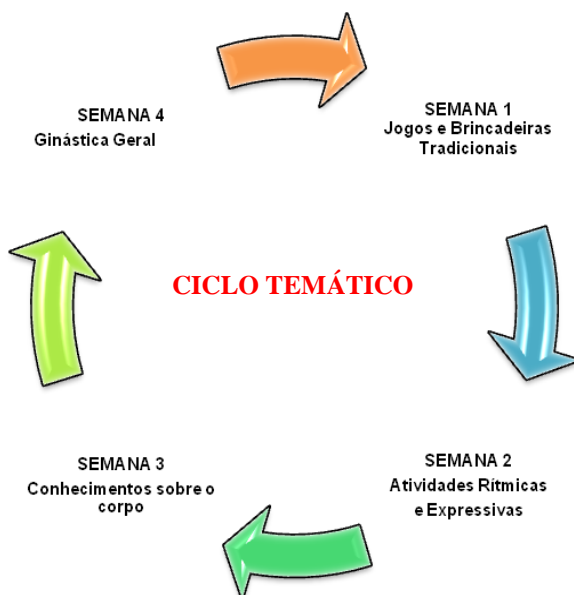 SEMANA 4
Ginástica Geral
SEMANA 1
Jogos e Brincadeiras
Tradicionais
CICLO TEMÁTICO
SEMANA 3
Conhecimentos sobre o
corpo
SEMANA 2
Atividades Rítmicas
e Expressivas